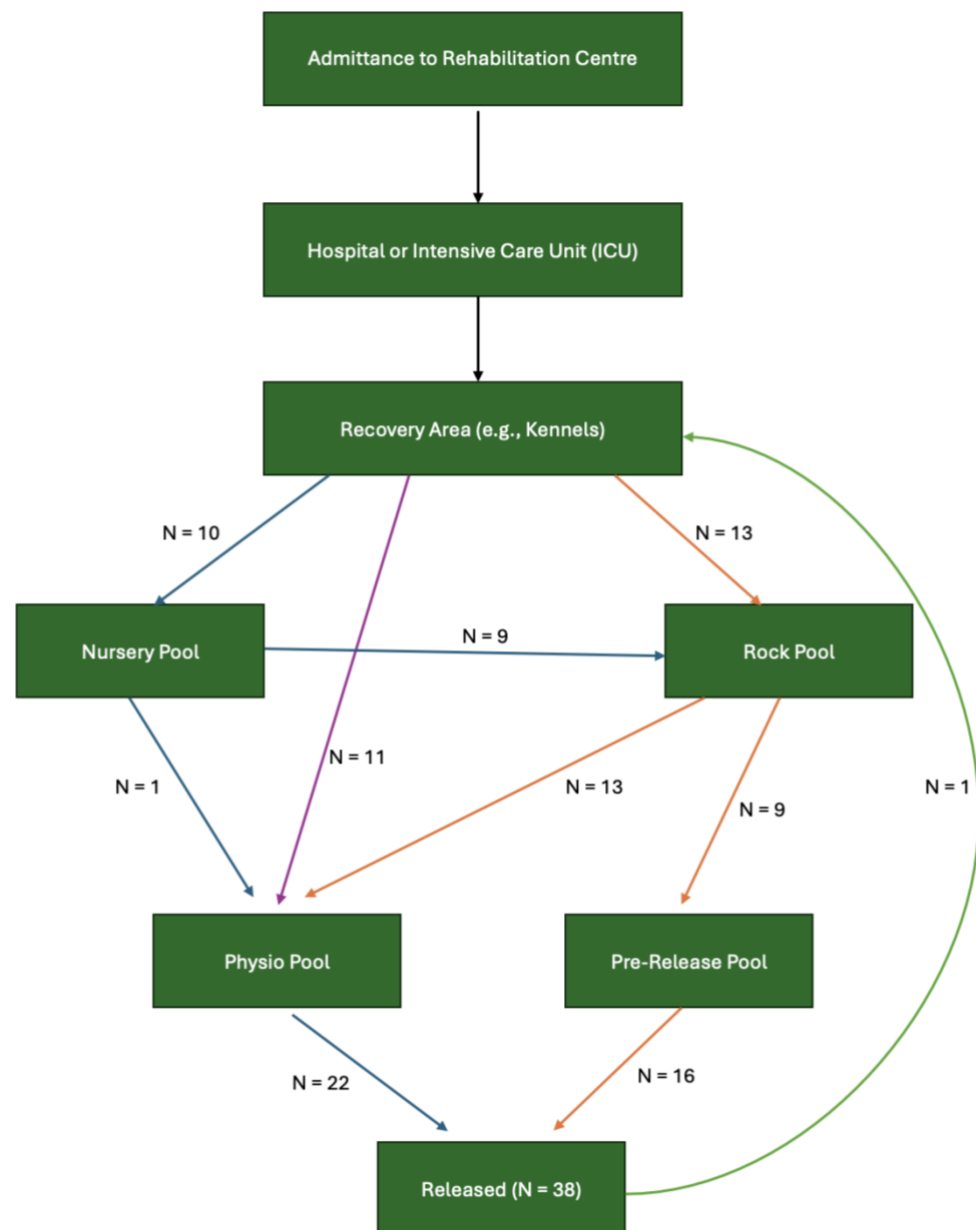 Admittance to Rehabilitation Centre
Hospital or Intensive Care Unit (ICU)
Recovery Area (e.g., Kennels)
N = 10
N = 13
Nursery Pool
N = 9
Rock Pool
N = 11
N = 1
N = 13
N = 9
N = 1
Physio Pool
Pre-Release Pool
N = 22
N = 16
Released (N = 38)